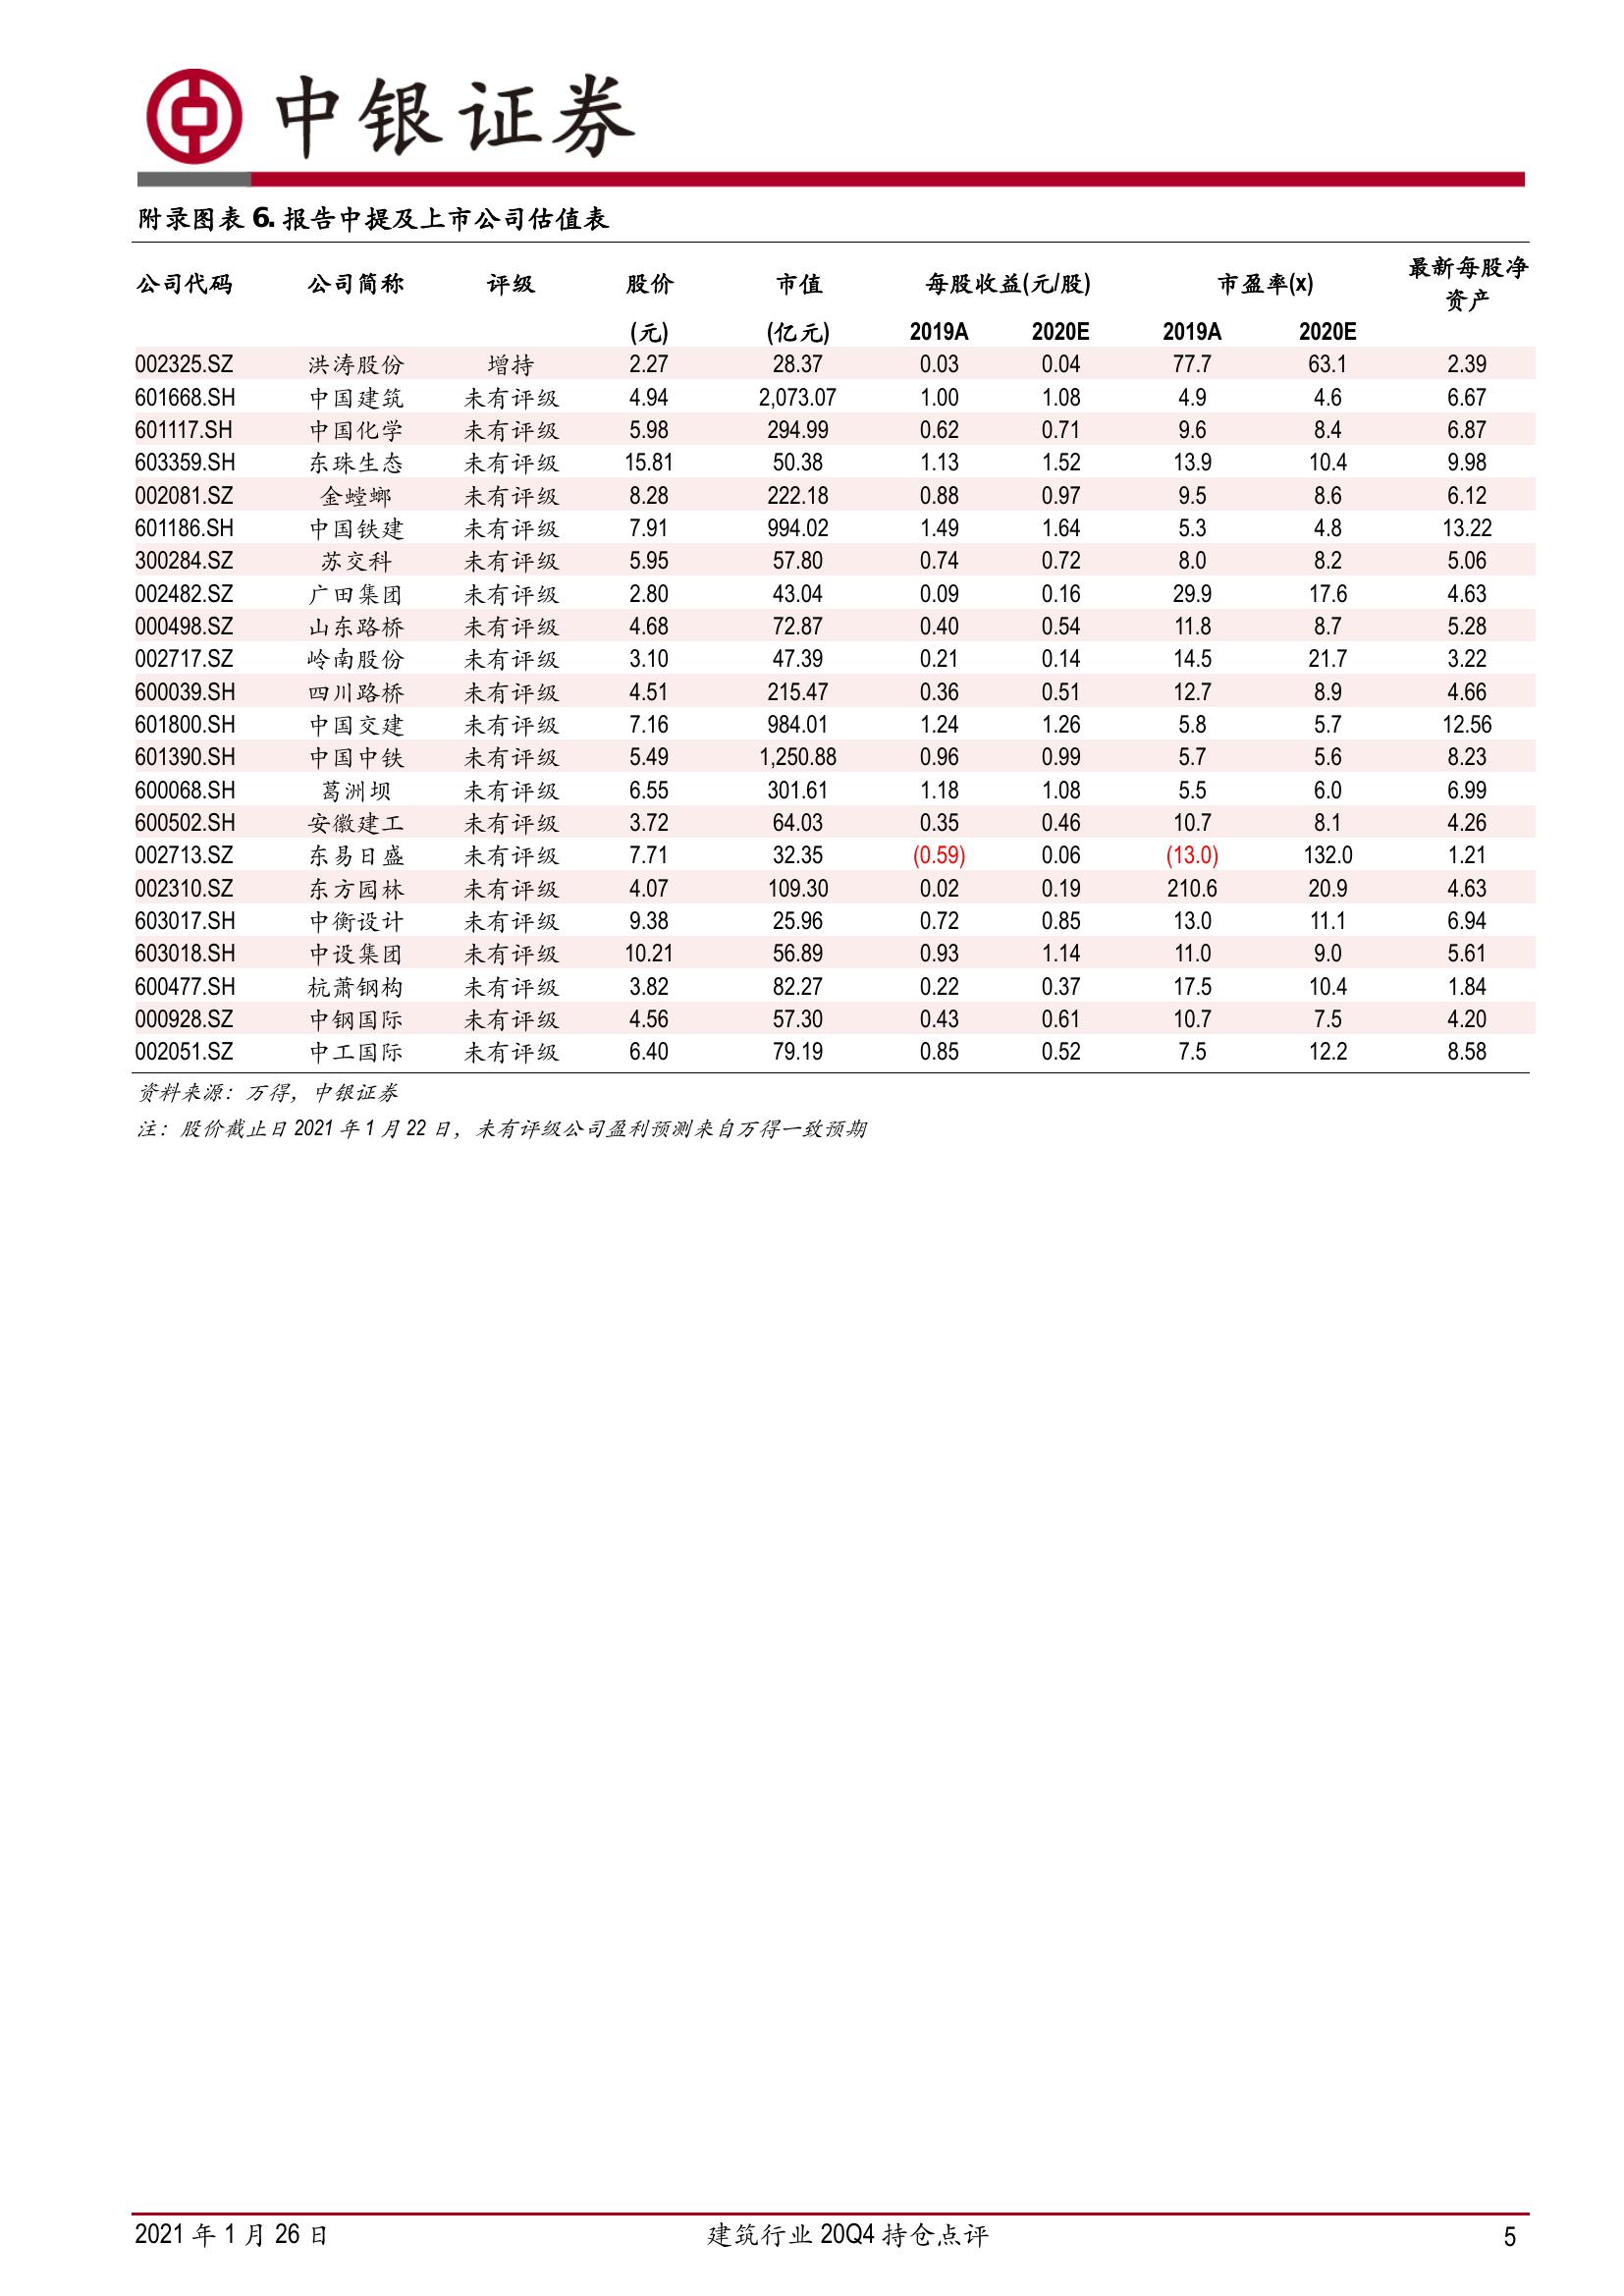 中银证券
附录图表 6. 报告中提及上市公司估值表
公司代码 公司简称 评级 股价 市值 每股收益(元/股) 市盈率(x) 最新每股净
资产
(元) (亿元) 2019A 2020E 2019A 2020E
002325.SZ 洪涛股份 增持 2.27 28.37 0.03 0.04 77.7 63.1 2.39
601668.SH 中国建筑 未有评级 4.94 2,073.07 1.00 1.08 4.9 4.6 6.67
601117.SH 中国化学 未有评级 5.98 294.99 0.62 0.71 9.6 8.4 6.87
603359.SH 东珠生态 未有评级 15.81 50.38 1.13 1.52 13.9 10.4 9.98
002081.SZ 金螳螂 未有评级 8.28 222.18 0.88 0.97 9.5 8.6 6.12
601186.SH 中国铁建 未有评级 7.91 994.02 1.49 1.64 5.3 4.8 13.22
300284.SZ 苏交科 未有评级 5.95 57.80 0.74 0.72 8.0 8.2 5.06
002482.SZ 广田集团 未有评级 2.80 43.04 0.09 0.16 29.9 17.6 4.63
000498.SZ 山东路桥 未有评级 4.68 72.87 0.40 0.54 11.8 8.7 5.28
002717.SZ 岭南股份 未有评级 3.10 47.39 0.21 0.14 14.5 21.7 3.22
600039.SH 四川路桥 未有评级 4.51 215.47 0.36 0.51 12.7 8.9 4.66
601800.SH 中国交建 未有评级 7.16 984.01 1.24 1.26 5.8 5.7 12.56
601390.SH 中国中铁 未有评级 5.49 1,250.88 0.96 0.99 5.7 5.6 8.23
600068.SH 葛洲坝 未有评级 6.55 301.61 1.18 1.08 5.5 6.0 6.99
600502.SH 安徽建工 未有评级 3.72 64.03 0.35 0.46 10.7 8.1 4.26
002713.SZ 东易日盛 未有评级 7.71 32.35 (0.59) 0.06 (13.0) 132.0 1.21
002310.SZ 东方园林 未有评级 4.07 109.30 0.02 0.19 210.6 20.9 4.63
603017.SH 中衡设计 未有评级 9.38 25.96 0.72 0.85 13.0 11.1 6.94
603018.SH 中设集团 未有评级 10.21 56.89 0.93 1.14 11.0 9.0 5.61
600477.SH 杭萧钢构 未有评级 3.82 82.27 0.22 0.37 17.5 10.4 1.84
000928.SZ 中钢国际 未有评级 4.56 57.30 0.43 0.61 10.7 7.5 4.20
002051.SZ 中工国际 未有评级 6.40 79.19 0.85 0.52 7.5 12.2 8.58
资料来源：万得，中银证券
注：股价截止日 2021 年 1 月 22 日，未有评级公司盈利预测来自万得一致预期
2021 年 1 月 26 日 建筑行业 20Q4 持仓点评 5